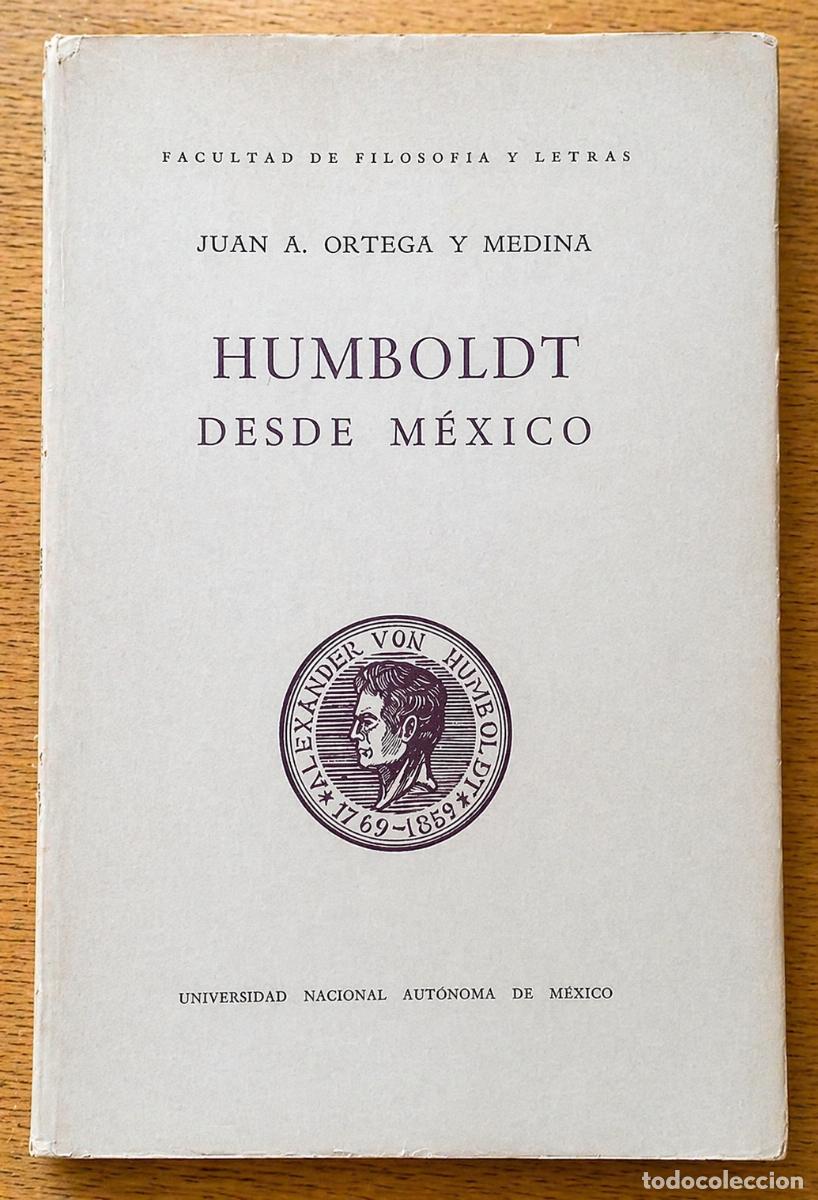 FACULTAD DE FILOSOFIA Y LETRAS
JUAN A. ORTEGA Y MEDINA
HUMBOLDT
DESDE MÉXICO
ALEXANDER VON HUMBOLDT
* 1769-1859 *
UNIVERSIDAD NACIONAL AUTÓNOMA DE MÉXICO
todocoleccion